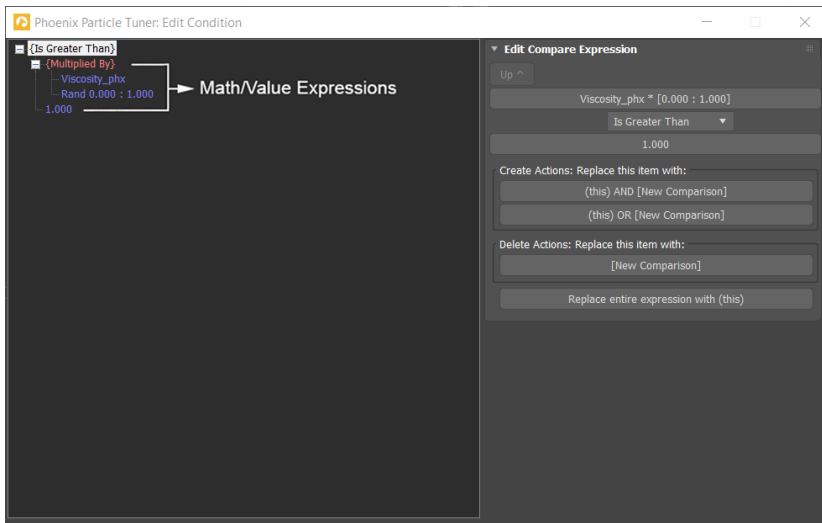 Phoenix Particle Tuner: Edit Condition
{Is Greater Than}
{Multiplied By}
Viscosity_phx
Rand 0.000 : 1.000
1.000
Math/Value Expressions
Edit Compare Expression
Up ^
Viscosity_phx * [0.000 : 1.000]
Is Greater Than
1.000
Create Actions: Replace this item with:
(this) AND [New Comparison]
(this) OR [New Comparison]
Delete Actions: Replace this item with:
[New Comparison]
Replace entire expression with (this)